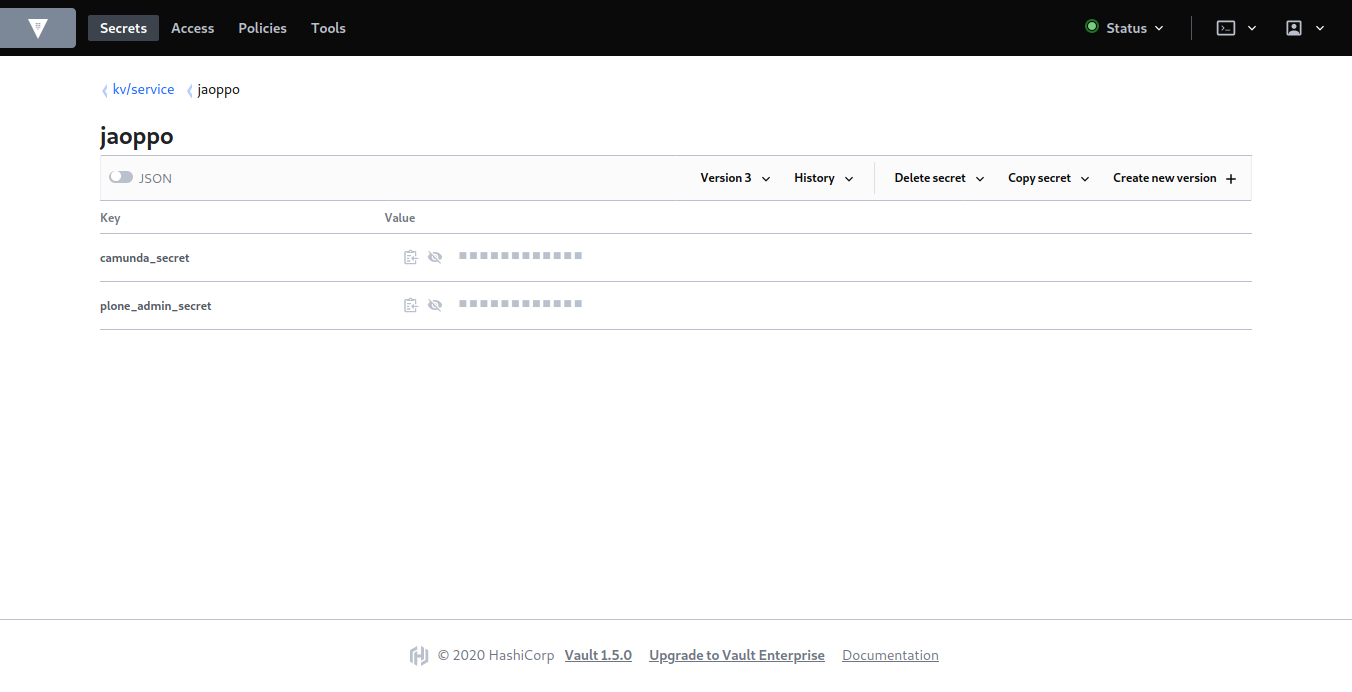 Secrets Access Policies Tools Status
kv/service jaoppo
jaoppo
JSON Version 3 History Delete secret Copy secret Create new version
Key Value
camunda_secret
plone_admin_secret
© 2020 HashiCorp Vault 1.5.0 Upgrade to Vault Enterprise Documentation